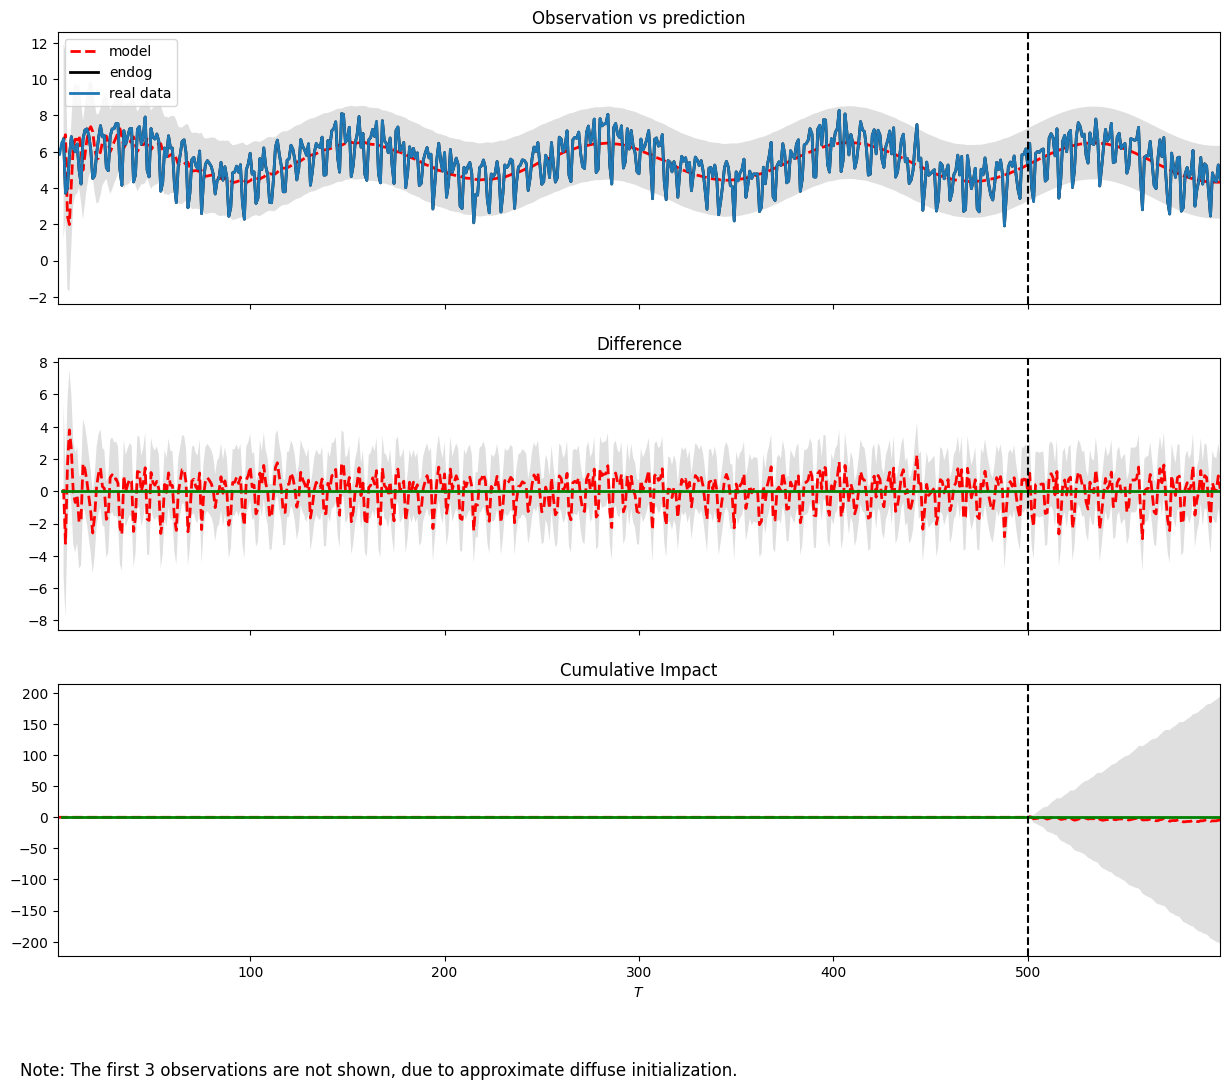 Observation vs prediction
12
10
8
6
4
2
0
−2
model
endog
real data
Difference
8
6
4
2
0
−2
−4
−6
−8
Cumulative Impact
200
150
100
50
0
−50
−100
−150
−200
100 200 300 400 500
T
Note: The first 3 observations are not shown, due to approximate diffuse initialization.